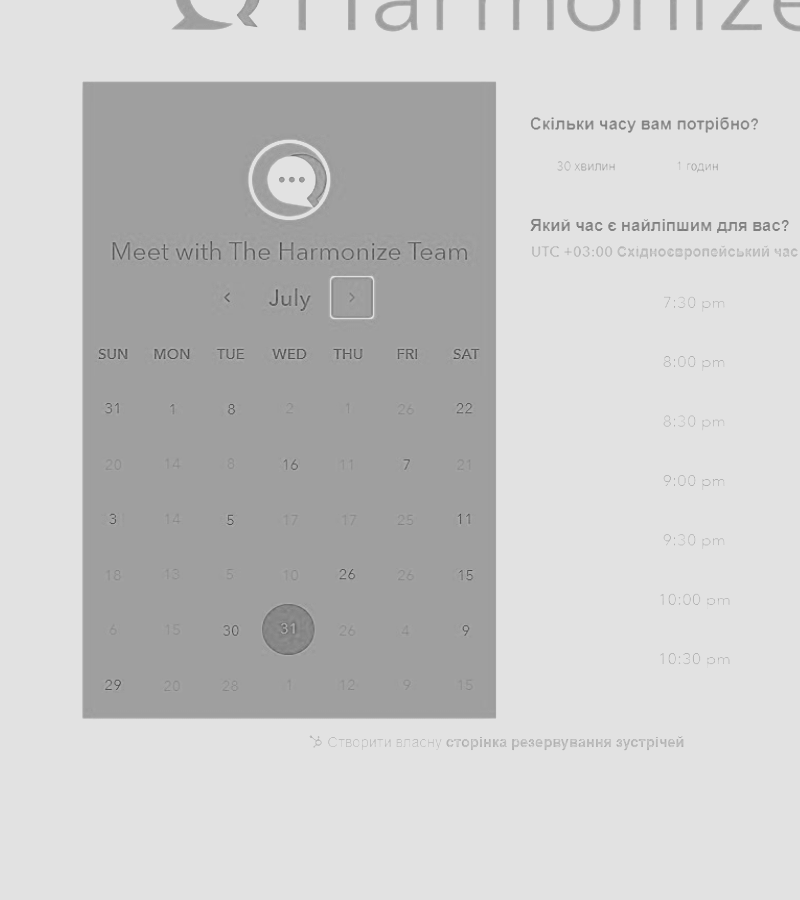 Harmonize
Meet with The Harmonize Team
July
SUN MON TUE WED THU FRI SAT
31 1 8 2 1 26 22
20 14 8 16 11 7 21
3 14 5 17 17 25 11
18 13 5 10 26 26 15
6 15 30 31 26 4 9
29 20 28 1 12 9 15
Скільки часу вам потрібно?
30 хвилин 1 годин
Який час є найліпшим для вас?
UTC +03:00 Східноєвропейський час
7:30 pm
8:00 pm
8:30 pm
9:00 pm
9:30 pm
10:00 pm
10:30 pm
Створити власну сторінка резервування зустрічей